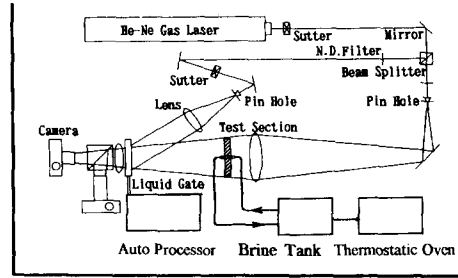 He-Ne Gas Laser
Sutter
Mirror
N.D.Filter
Sutter
Beam Splitter
Lens
Pin Hole
Pin Hole
Camera
Test Section
Liquid Gate
Auto Processor
Brine Tank
Thermostatic Oven